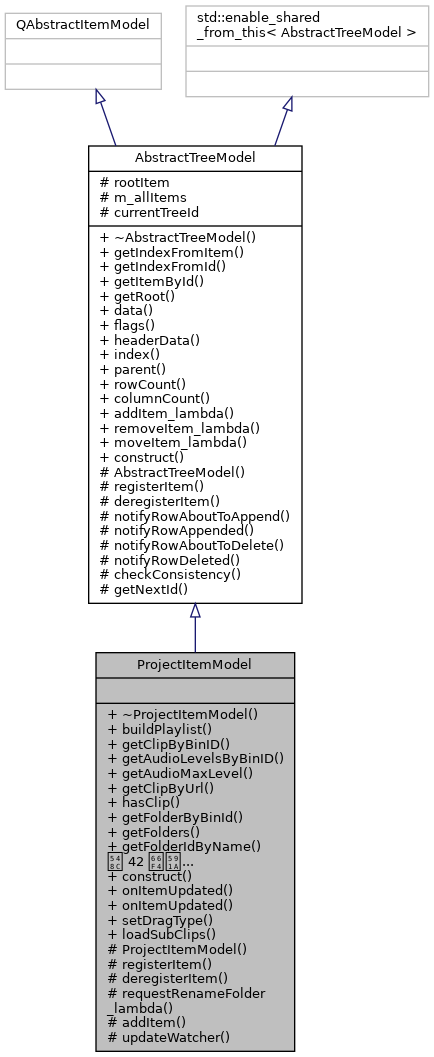 QAbstractItemModel
std::enable_shared
_from_this< AbstractTreeModel >
AbstractTreeModel
# rootItem
# m_allItems
# currentTreeId
+ ~AbstractTreeModel()
+ getIndexFromItem()
+ getIndexFromId()
+ getItemById()
+ getRoot()
+ data()
+ flags()
+ headerData()
+ index()
+ parent()
+ rowCount()
+ columnCount()
+ addItem_lambda()
+ removeItem_lambda()
+ moveItem_lambda()
+ construct()
# AbstractTreeModel()
# registerItem()
# deregisterItem()
# notifyRowAboutToAppend()
# notifyRowAppended()
# notifyRowAboutToDelete()
# notifyRowDeleted()
# checkConsistency()
# getNextId()
ProjectItemModel
+ ~ProjectItemModel()
+ buildPlaylist()
+ getClipByBinID()
+ getAudioLevelsByBinID()
+ getAudioMaxLevel()
+ getClipByUrl()
+ hasClip()
+ getFolderByBinId()
+ getFolders()
+ getFolderIdByName()
42 ...
+ construct()
+ onItemUpdated()
+ onItemUpdated()
+ setDragType()
+ loadSubClips()
# ProjectItemModel()
# registerItem()
# deregisterItem()
# requestRenameFolder
_lambda()
# addItem()
# updateWatcher()